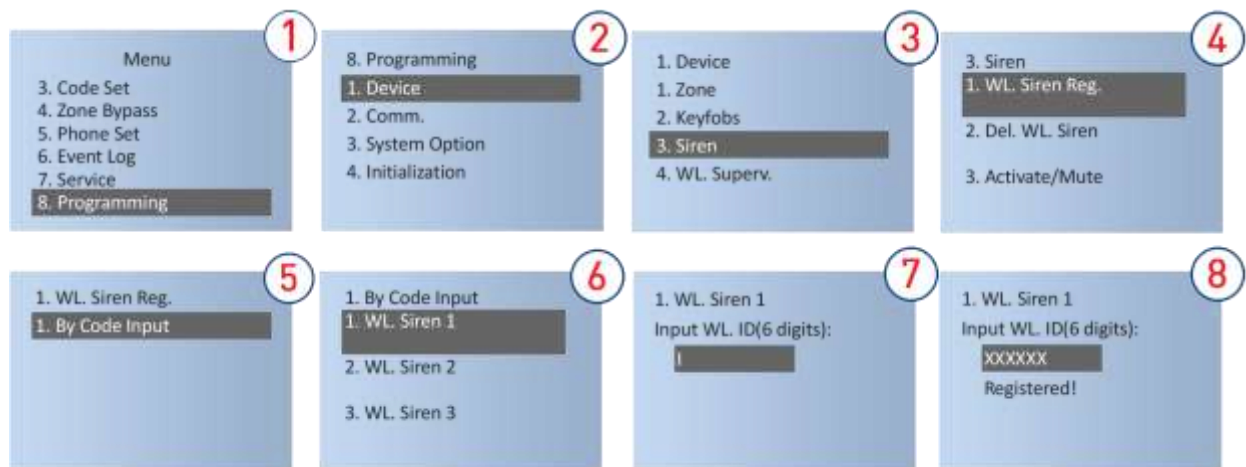 1
Menu
3. Code Set
4. Zone Bypass
5. Phone Set
6. Event Log
7. Service
8. Programming
2
8. Programming
1. Device
2. Comm.
3. System Option
4. Initialization
3
1. Device
1. Zone
2. Keyfobs
3. Siren
4. WL. Superv.
4
3. Siren
1. WL. Siren Reg.
2. Del. WL. Siren
3. Activate/Mute
5
1. WL. Siren Reg.
1. By Code Input
6
1. By Code Input
1. WL. Siren 1
2. WL. Siren 2
3. WL. Siren 3
7
1. WL. Siren 1
Input WL. ID(6 digits):
I
8
1. WL. Siren 1
Input WL. ID(6 digits):
XXXXXX
Registered!